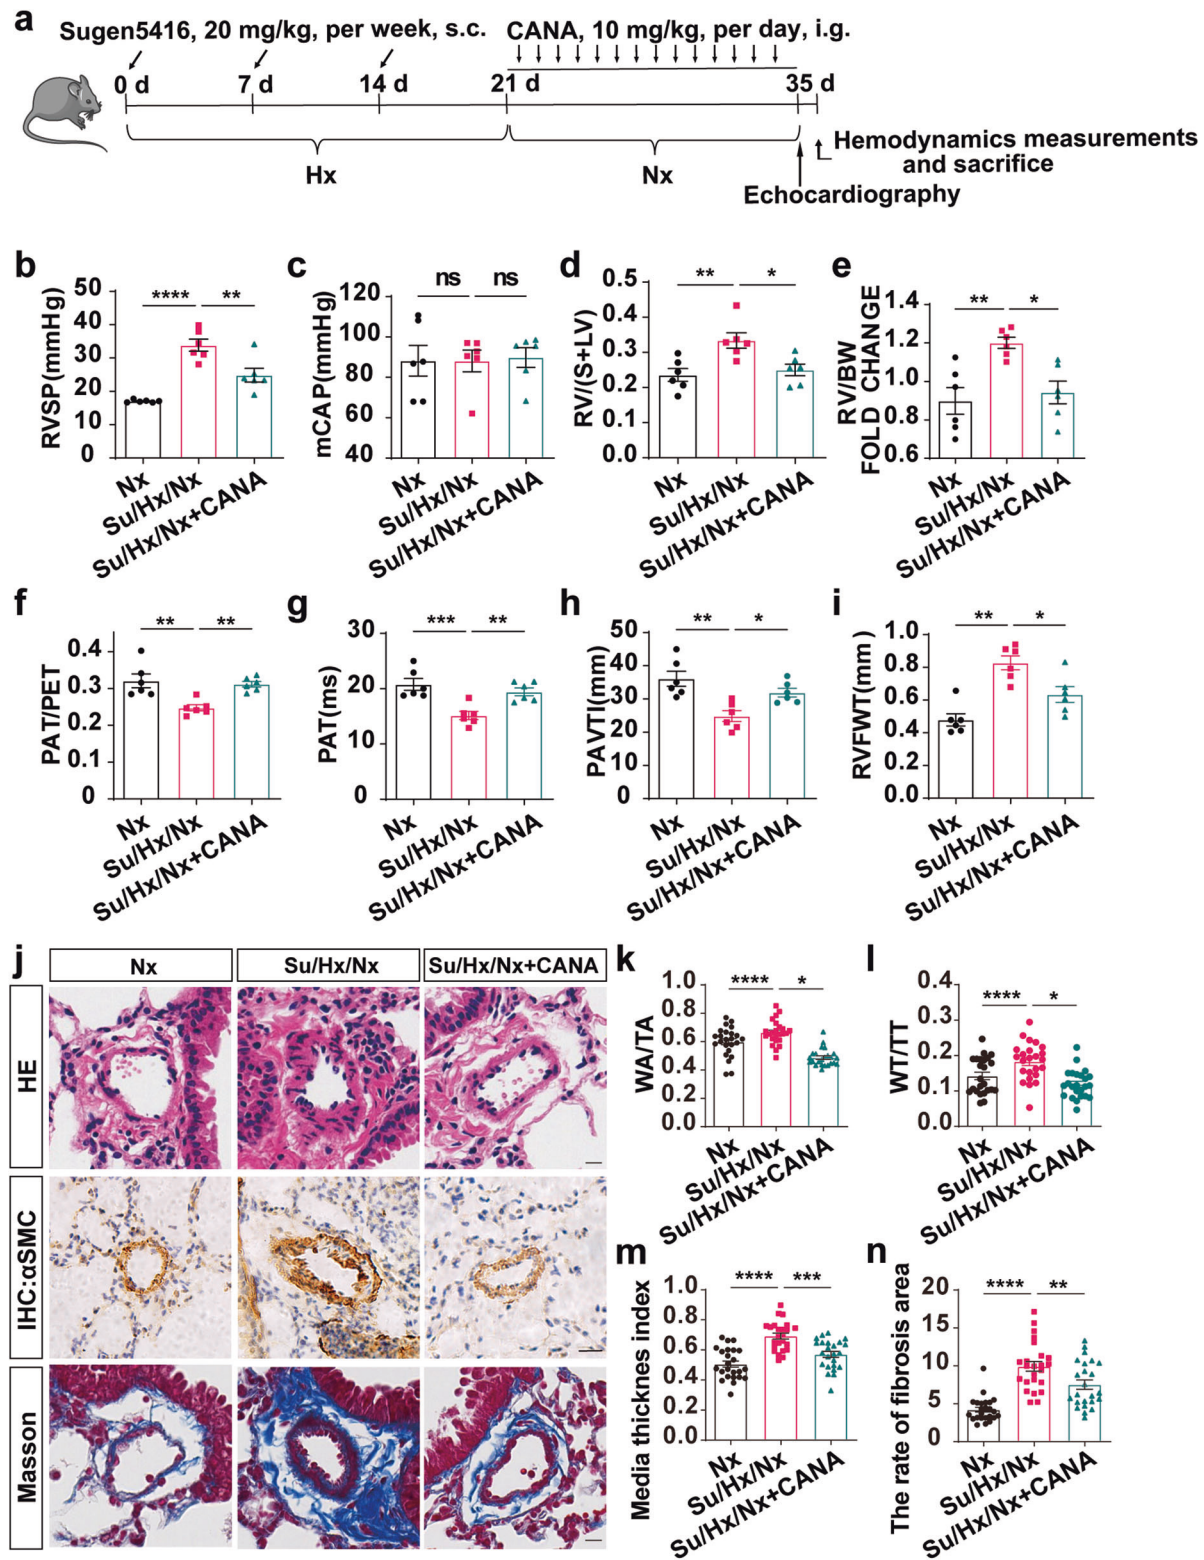 a
Sugen5416, 20 mg/kg, per week, s.c. CANA, 10 mg/kg, per day, i.g.
0 d 7 d 14 d 21 d 35 d
Hx Nx
Hemodynamics measurements
and sacrifice
Echocardiography
b
RVSP(mmHg)
50
40
30
20
10
0
**** **
Nx
Su/Hx/Nx
Su/Hx/Nx+CANA
c
mCAP(mmHg)
120
100
80
60
40
ns ns
Nx
Su/Hx/Nx
Su/Hx/Nx+CANA
d
RV/(S+LV)
0.5
0.4
0.3
0.2
0.1
0.0
** *
Nx
Su/Hx/Nx
Su/Hx/Nx+CANA
e
RV/BW
FOLD CHANGE
1.4
1.2
1.0
0.8
0.6
** *
Nx
Su/Hx/Nx
Su/Hx/Nx+CANA
f
PAT/PET
0.4
0.3
0.2
0.1
0
** **
Nx
Su/Hx/Nx
Su/Hx/Nx+CANA
g
PAT(ms)
30
20
10
0
*** **
Nx
Su/Hx/Nx
Su/Hx/Nx+CANA
h
PAVTI(mm)
50
40
30
20
10
0
** *
Nx
Su/Hx/Nx
Su/Hx/Nx+CANA
i
RVFWT(mm)
1.0
0.8
0.6
0.4
0.2
0.0
** *
Nx
Su/Hx/Nx
Su/Hx/Nx+CANA
j
Nx Su/Hx/Nx Su/Hx/Nx+CANA
HE
IHC:αSMC
Masson
k
WA/TA
1.0
0.8
0.6
0.4
0.2
0.0
**** *
Nx
Su/Hx/Nx
Su/Hx/Nx+CANA
l
WT/TT
0.4
0.3
0.2
0.1
0.0
**** *
Nx
Su/Hx/Nx
Su/Hx/Nx+CANA
m
Media thicknes index
1.0
0.8
0.6
0.4
0.2
0.0
**** ***
Nx
Su/Hx/Nx
Su/Hx/Nx+CANA
n
The rate of fibrosis area
20
15
10
5
0
**** **
Nx
Su/Hx/Nx
Su/Hx/Nx+CANA